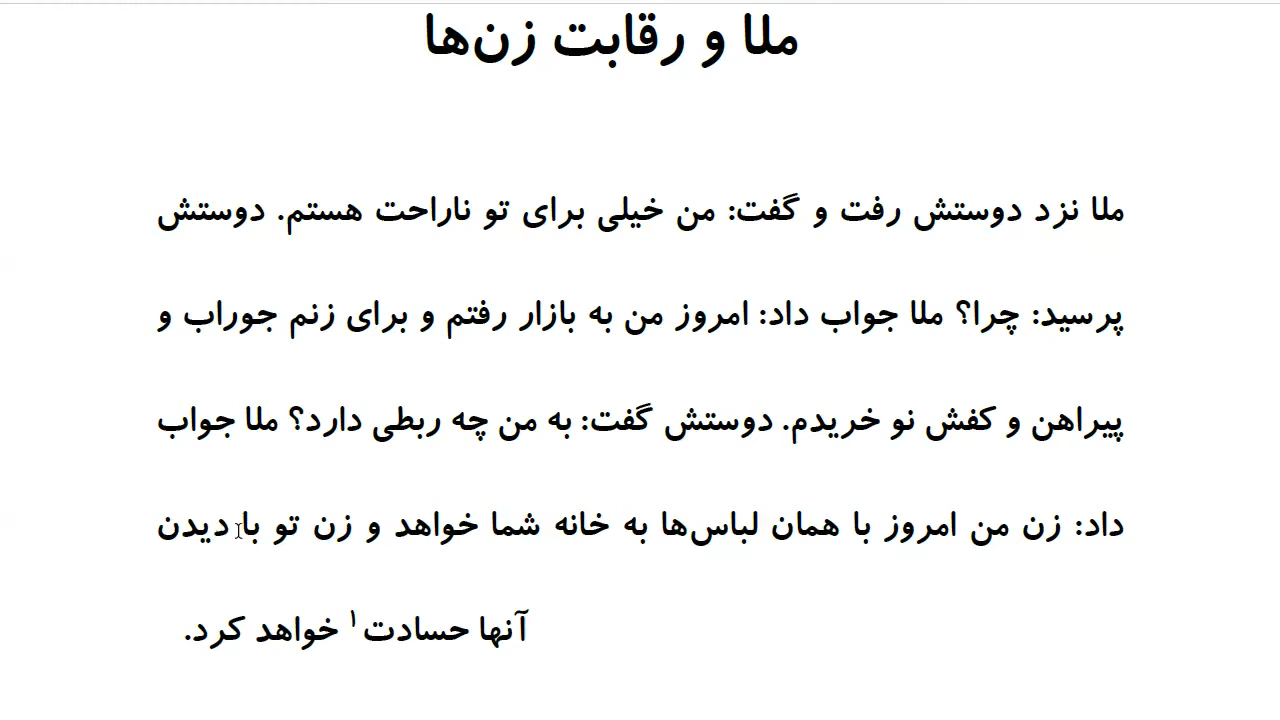 ملا و رقابت زن‌ها
ملا نزد دوستش رفت و گفت: من خیلی برای تو ناراحت هستم. دوستش
پرسید: چرا؟ ملا جواب داد: امروز من به بازار رفتم و برای زنم جوراب و
پیراهن و کفش نو خریدم. دوستش گفت: به من چه ربطی دارد؟ ملا جواب
داد: زن من امروز با همان لباس‌ها به خانه شما خواهد و زن تو با دیدن
آنها حسادت۱ خواهد کرد.